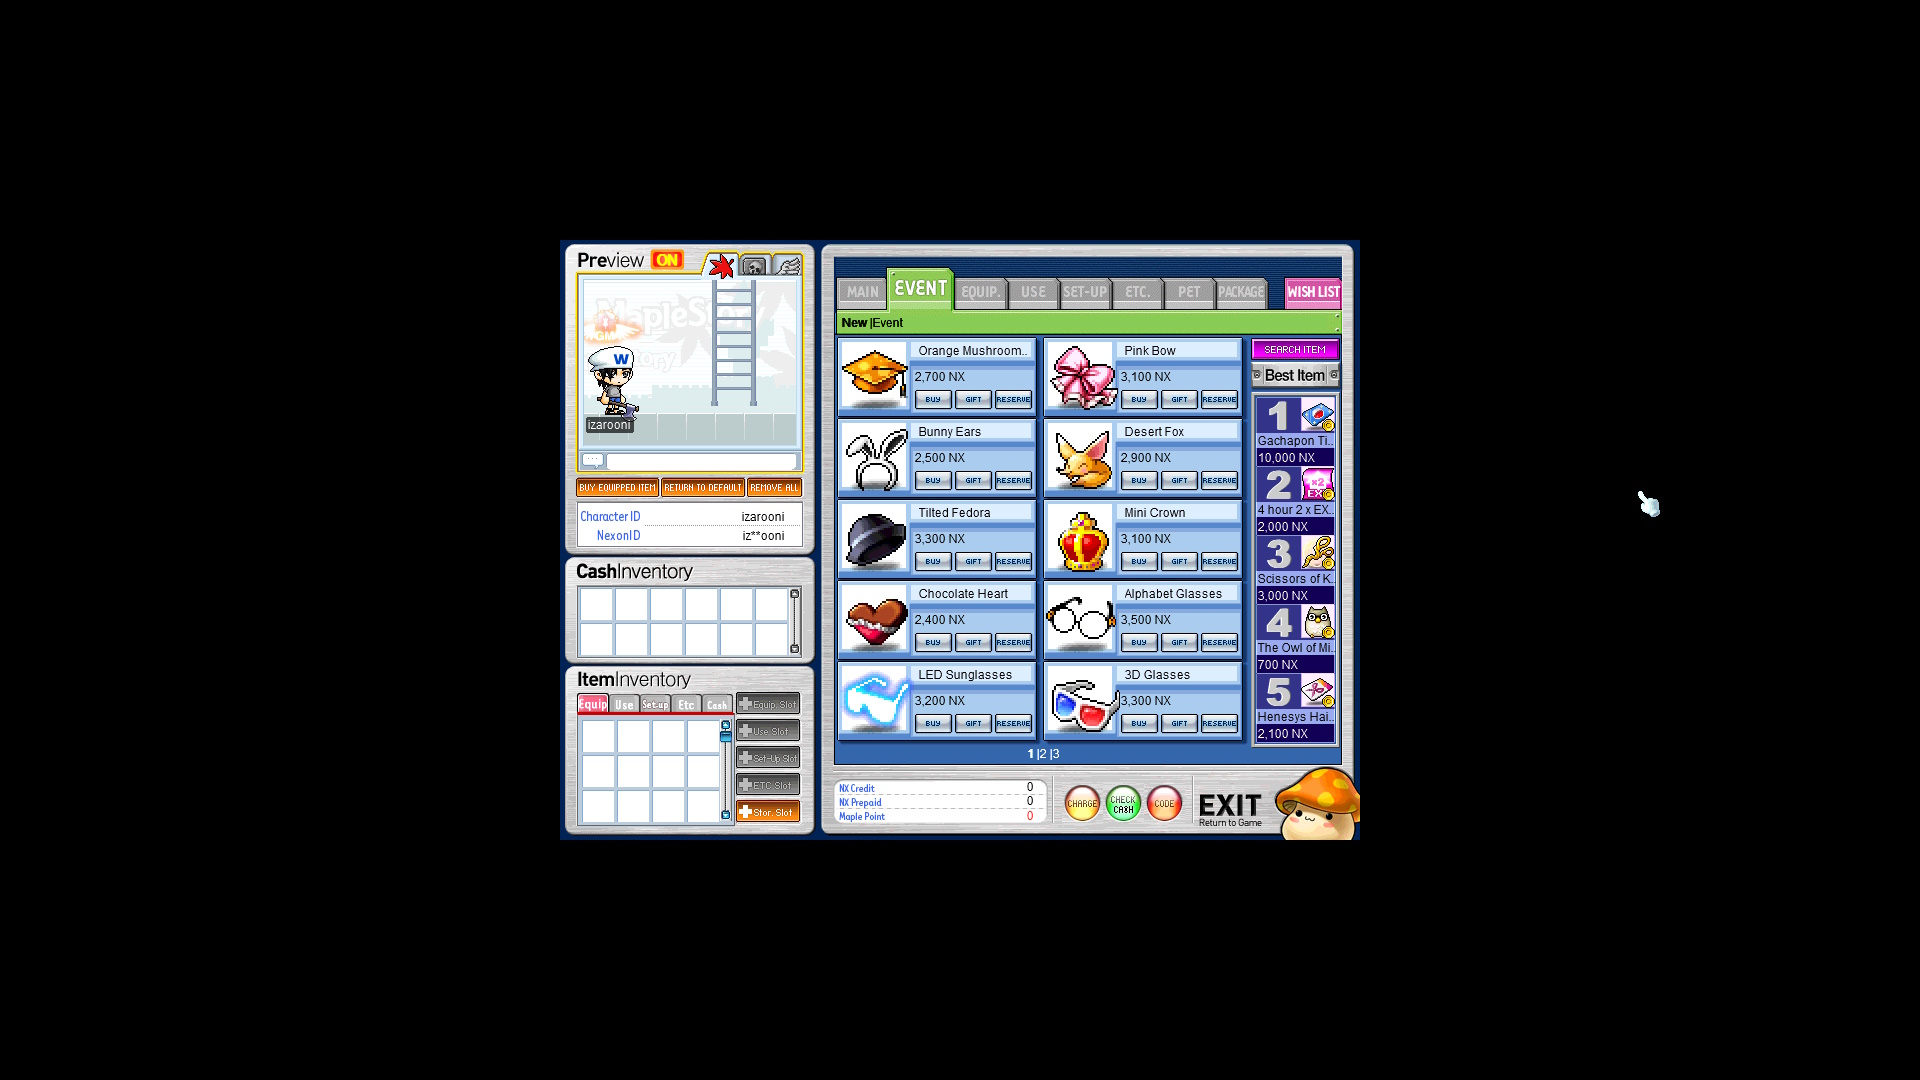 Preview ON
MapleStory
GM
W
izarooni
BUY EQUIPPED ITEM RETURN TO DEFAULT REMOVE ALL
Character ID izarooni
Nexon ID iz**ooni
CashInventory
ItemInventory
Equip Use Set-up Etc Cash
Equip. Slot
Use Slot
Set-Up Slot
ETC Slot
Stor. Slot
MAIN EVENT EQUIP. USE SET-UP ETC. PET PACKAGE WISH LIST
New |Event
Orange Mushroom..
2,700 NX
BUY GIFT RESERVE
Pink Bow
3,100 NX
BUY GIFT RESERVE
Bunny Ears
2,500 NX
BUY GIFT RESERVE
Desert Fox
2,900 NX
BUY GIFT RESERVE
Tilted Fedora
3,300 NX
BUY GIFT RESERVE
Mini Crown
3,100 NX
BUY GIFT RESERVE
Chocolate Heart
2,400 NX
BUY GIFT RESERVE
Alphabet Glasses
3,500 NX
BUY GIFT RESERVE
LED Sunglasses
3,200 NX
BUY GIFT RESERVE
3D Glasses
3,300 NX
BUY GIFT RESERVE
1 |2 |3
SEARCH ITEM
Best Item
1
Gachapon Ti..
10,000 NX
2
x2
EXP
4 hour 2 x EX..
2,000 NX
3
Scissors of K..
3,000 NX
4
The Owl of Mi..
700 NX
5
Henesys Hai..
2,100 NX
NX Credit 0
NX Prepaid 0
Maple Point 0
CHARGE
CHECK CASH
CODE
EXIT
Return to Game